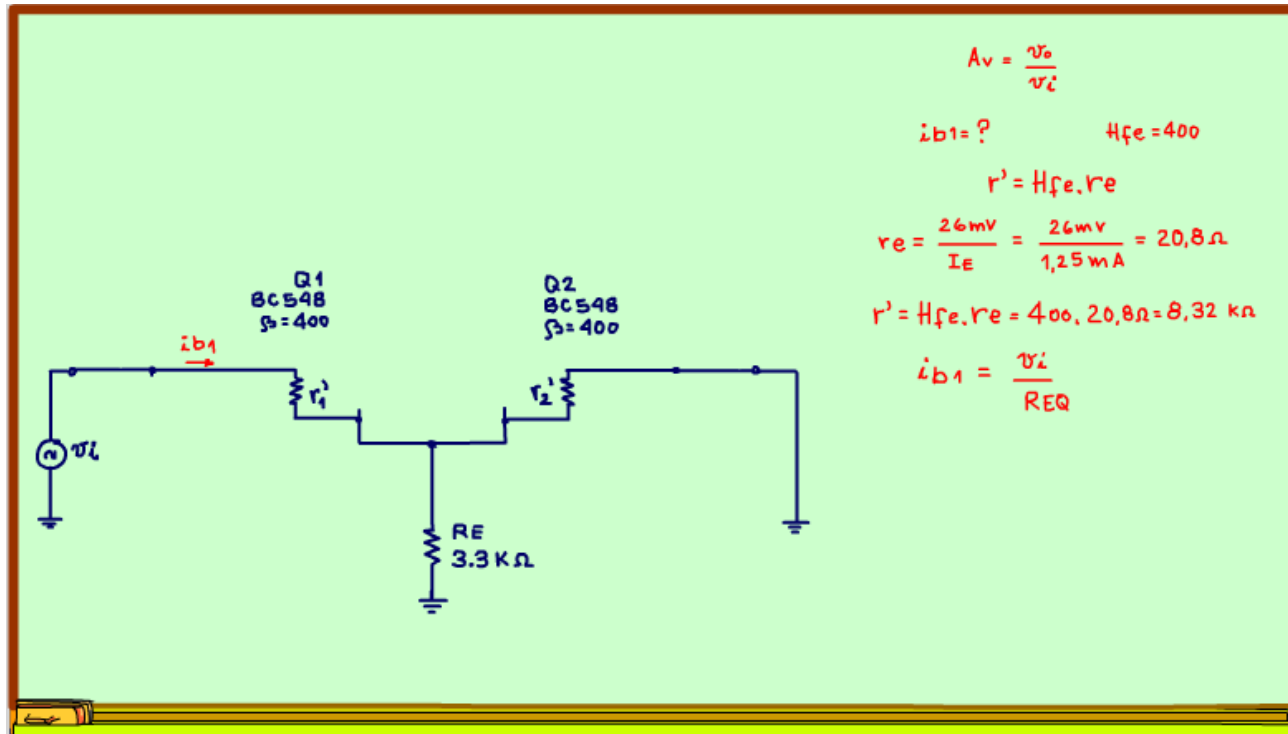 Av = vo / vi
ib1 = ? Hfe = 400
r' = Hfe.re
re = 26mV / IE = 26mV / 1,25mA = 20,8Ω
r' = Hfe.re = 400. 20,8Ω = 8,32 kΩ
ib1 = vi / REQ
Q1
BC548
β=400
Q2
BC548
β=400
ib1
r1'
r2'
vi
RE
3.3KΩ